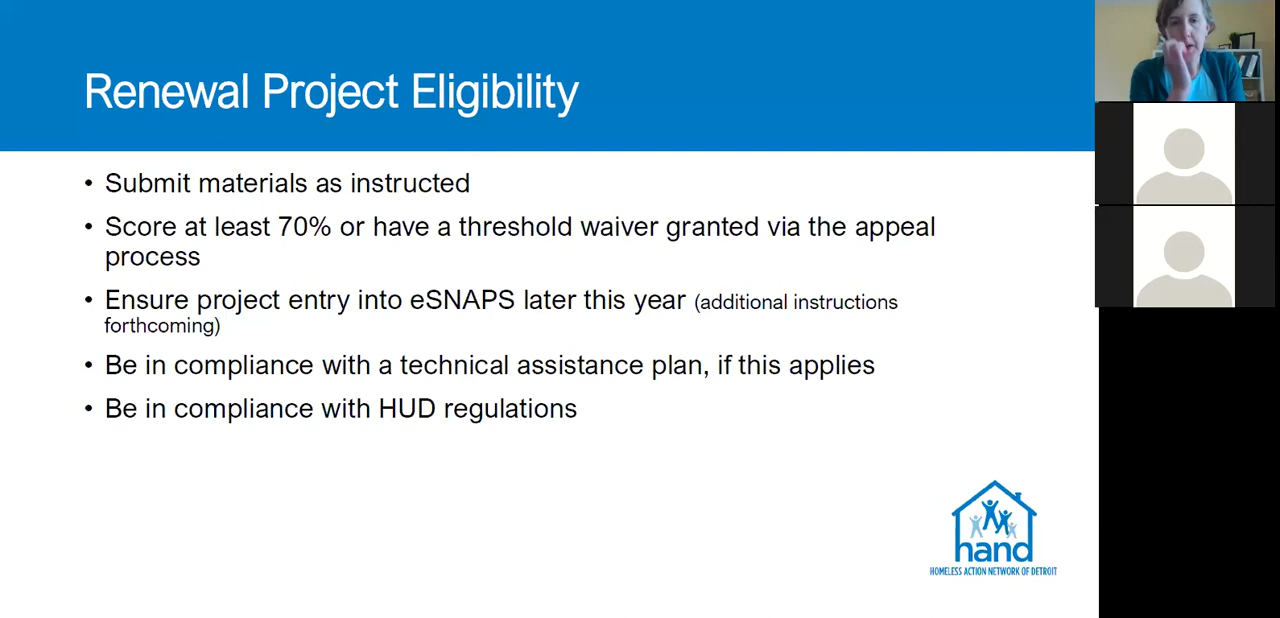 Renewal Project Eligibility
• Submit materials as instructed
• Score at least 70% or have a threshold waiver granted via the appeal
process
• Ensure project entry into eSNAPS later this year (additional instructions
forthcoming)
• Be in compliance with a technical assistance plan, if this applies
• Be in compliance with HUD regulations
hand
HOMELESS ACTION NETWORK OF DETROIT